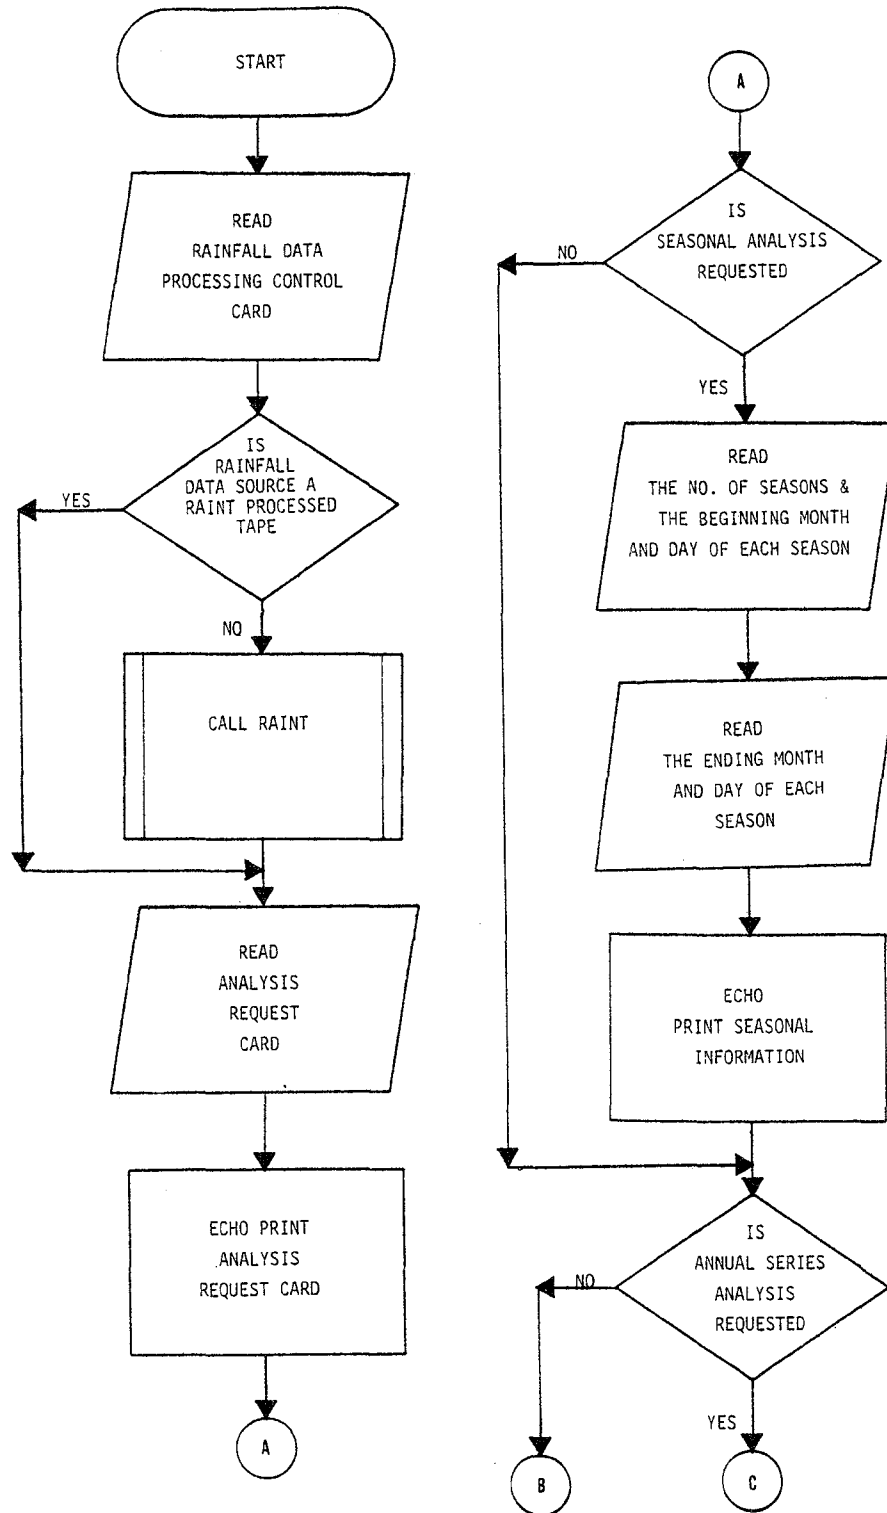 START
READ
RAINFALL DATA
PROCESSING CONTROL
CARD
IS
RAINFALL
DATA SOURCE A
RAINT PROCESSED
TAPE
YES
NO
CALL RAINT
READ
ANALYSIS
REQUEST
CARD
ECHO PRINT
ANALYSIS
REQUEST CARD
A
A
IS
SEASONAL ANALYSIS
REQUESTED
NO
YES
READ
THE NO. OF SEASONS &
THE BEGINNING MONTH
AND DAY OF EACH SEASON
READ
THE ENDING MONTH
AND DAY OF EACH
SEASON
ECHO
PRINT SEASONAL
INFORMATION
IS
ANNUAL SERIES
ANALYSIS
REQUESTED
NO
YES
B
C